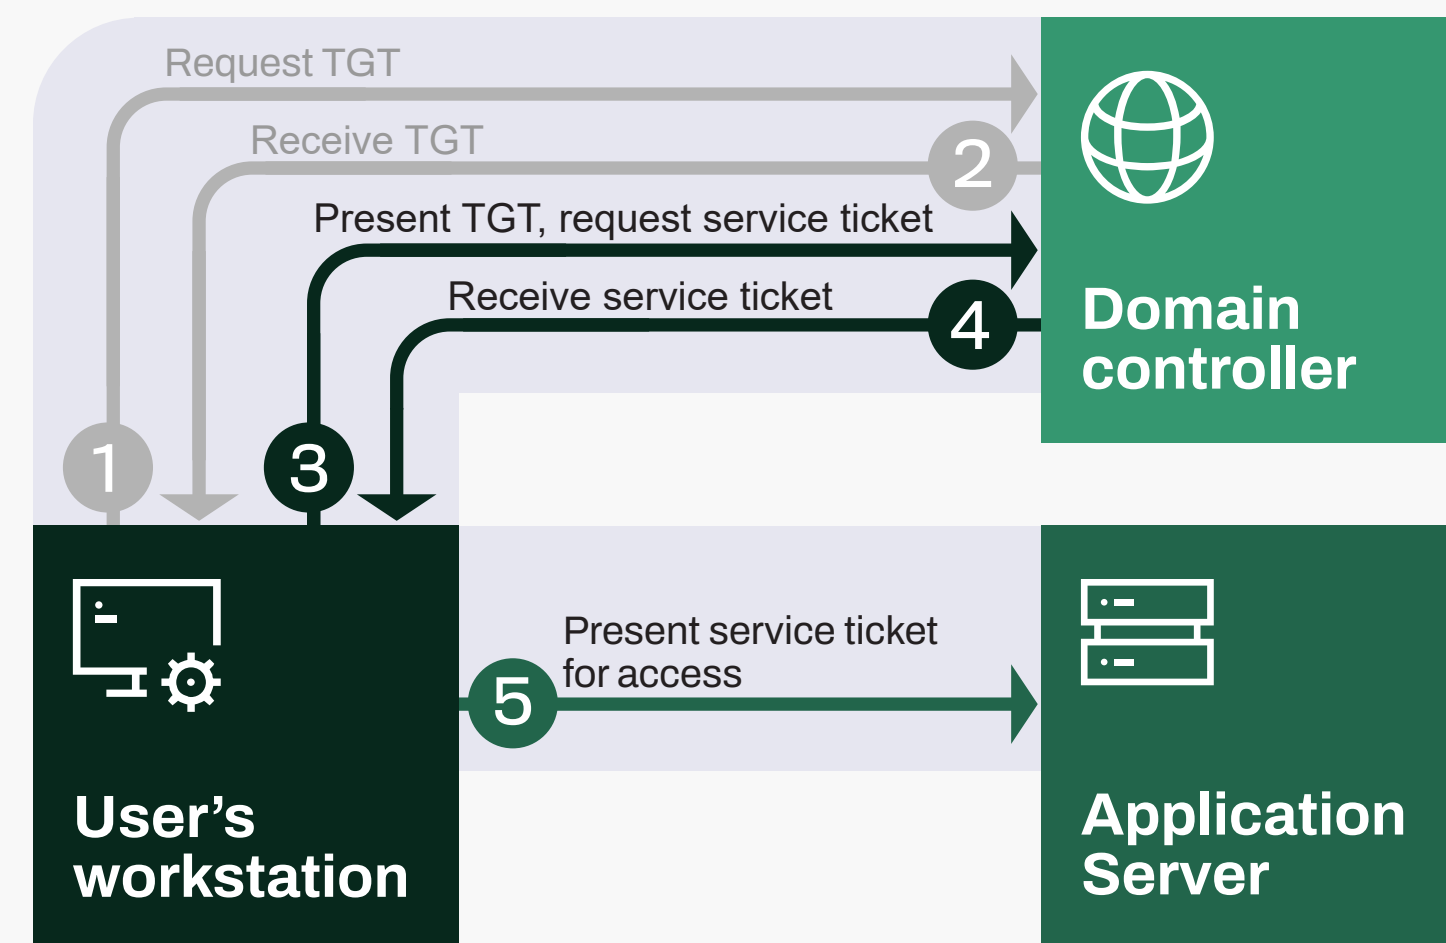 Request TGT
Receive TGT
2
Present TGT, request service ticket
Receive service ticket
4
Domain
controller
1
3
Present service ticket
for access
5
User’s
workstation
Application
Server